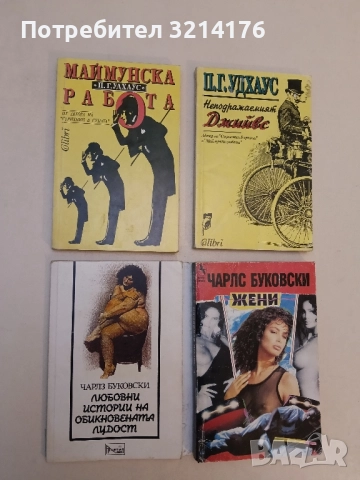 Потребител: 3214176
МАЙМУНСКА
П.Г. УДХАУС
РАБОТА
Colibri
П.Г. УДХАУС
Неподражаемият
Джийвс
Colibri
ЧАРЛЗ БУКОВСКИ
ЛЮБОВНИ
ИСТОРИИ НА
ОБИКНОВЕНАТА
ЛУДОСТ
ЧАРЛС БУКОВСКИ
ЖЕНИ
BAZAR